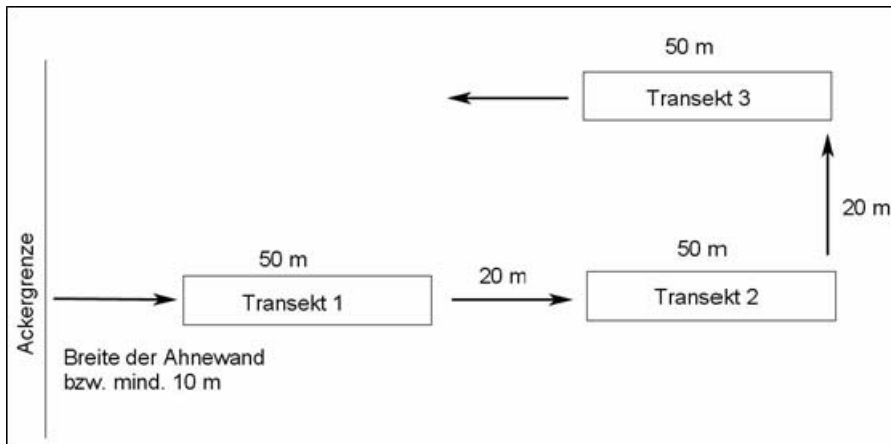 50 m
Transekt 3
20 m
50 m
50 m
20 m
Transekt 1
Transekt 2
Ackergrenze
Breite der Ahnewand
bzw. mind. 10 m